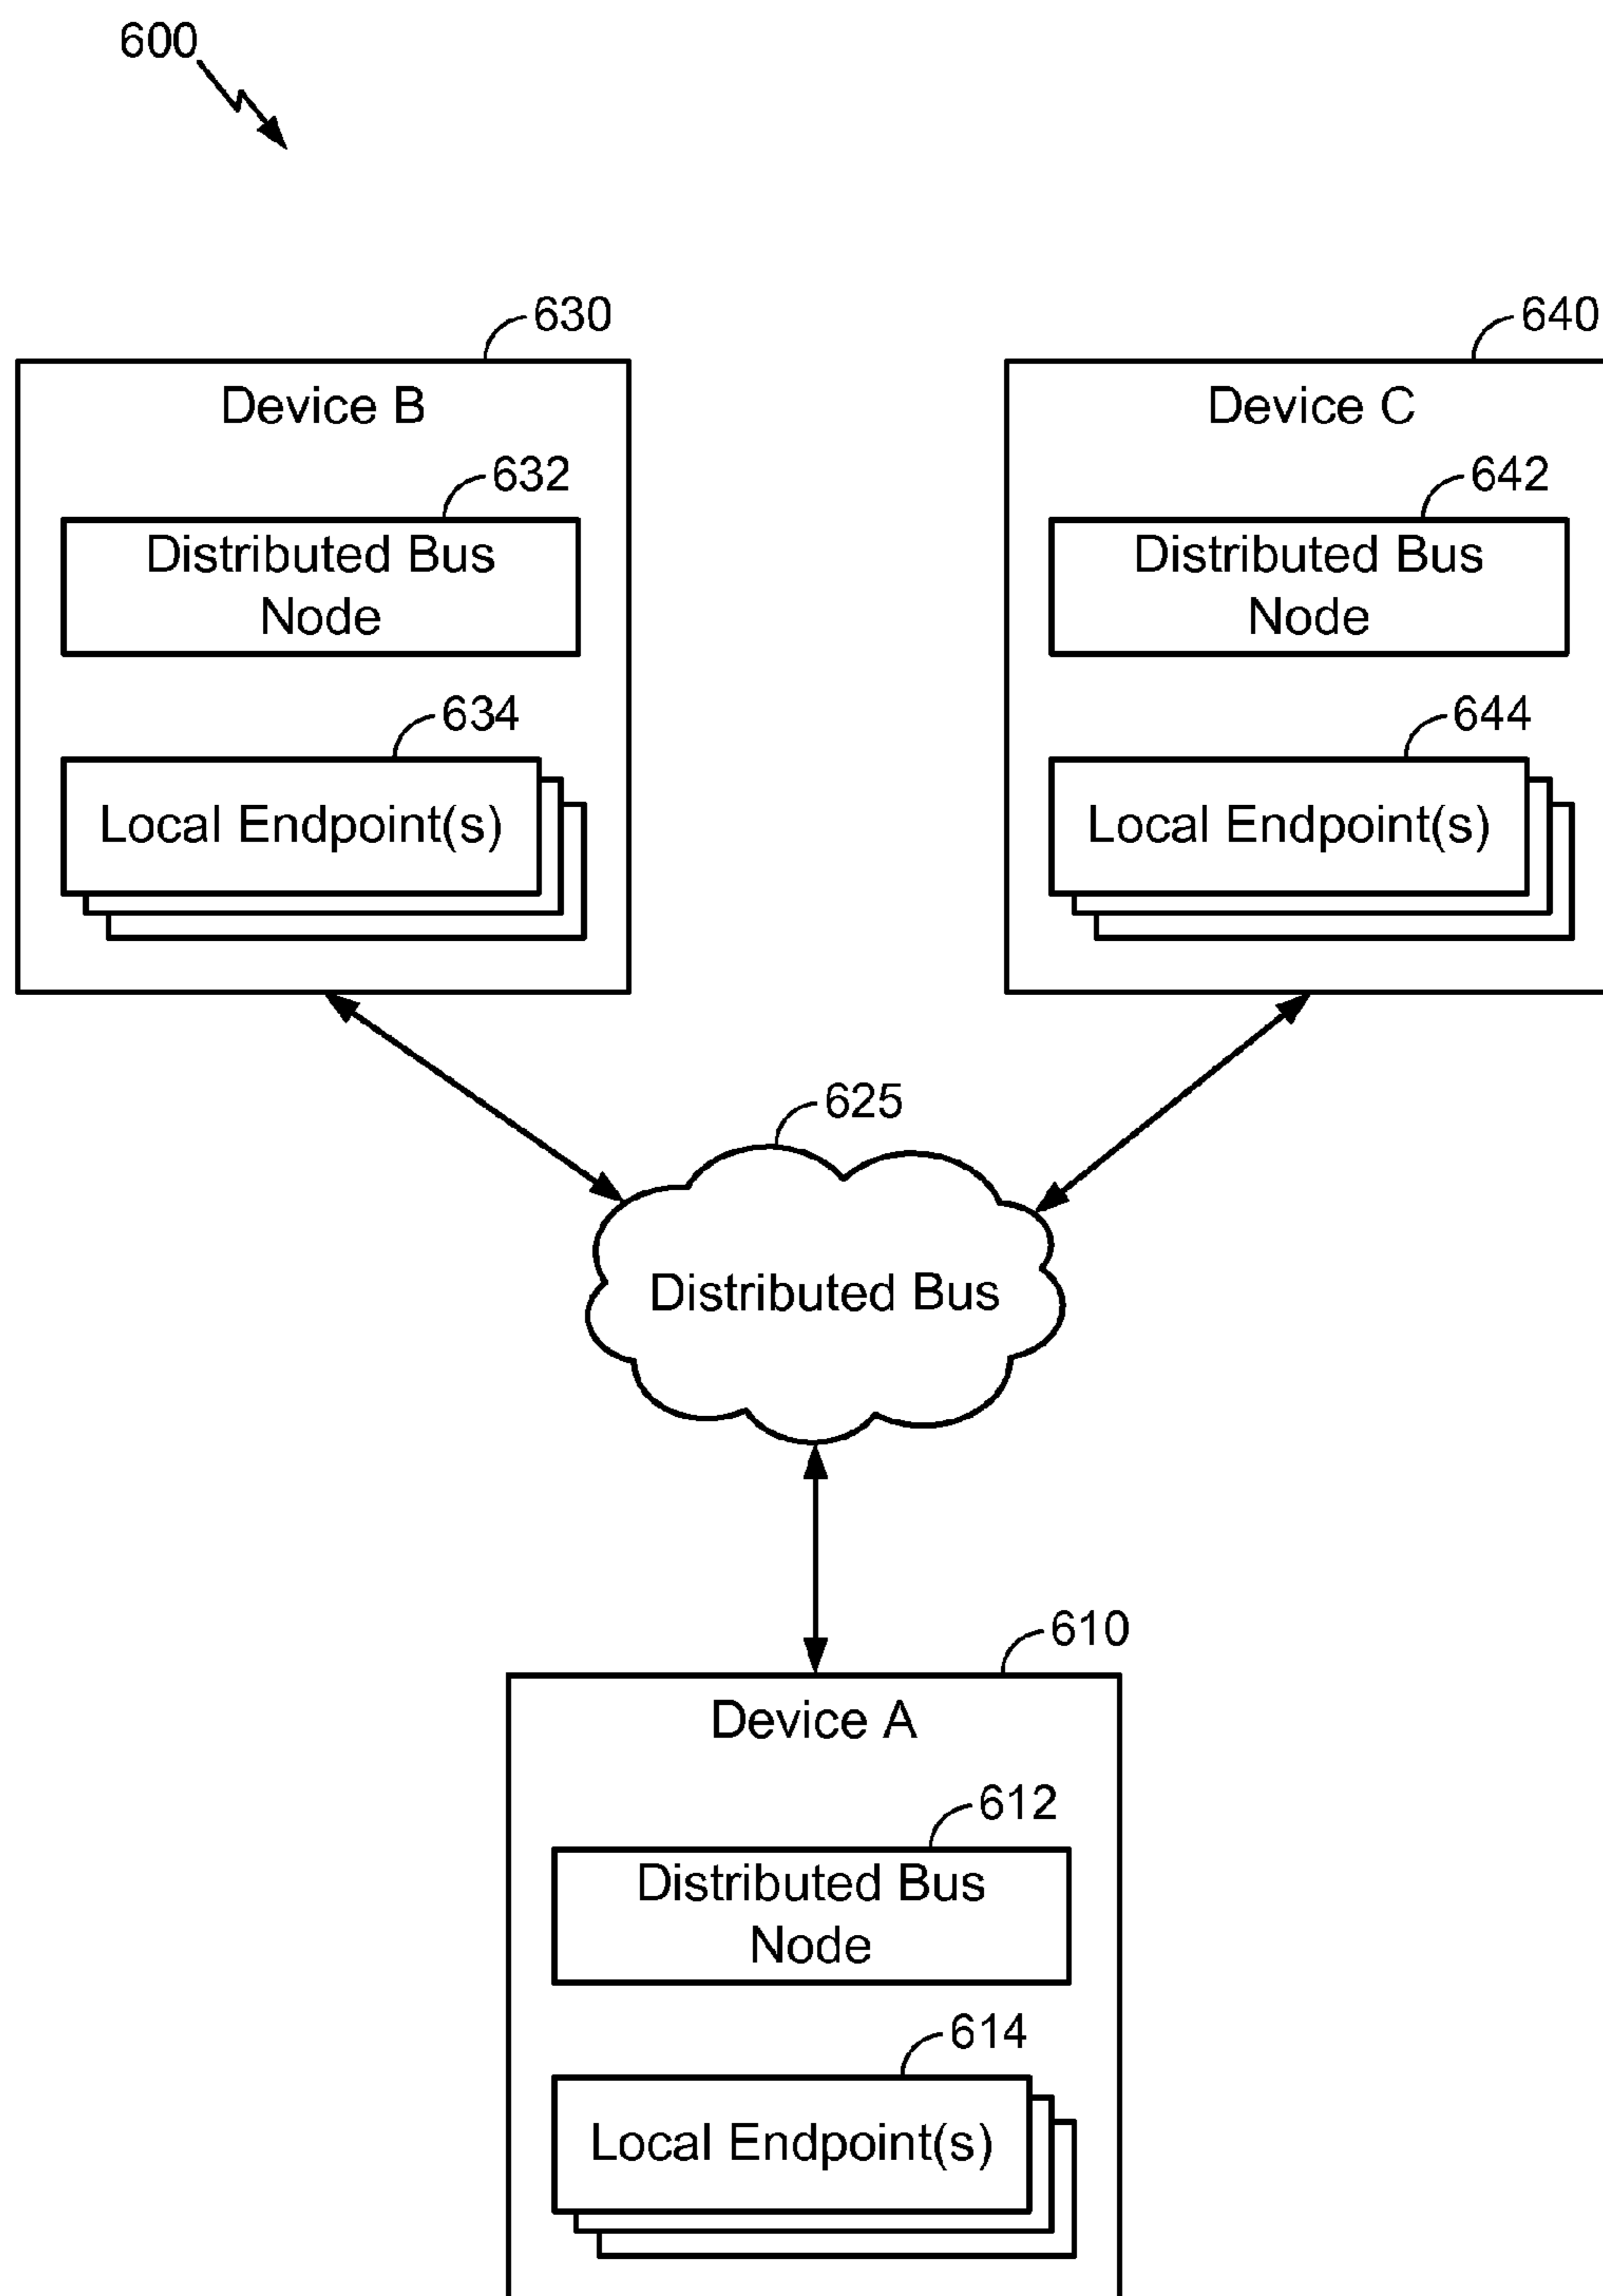 600
630
Device B
632
Distributed Bus
Node
634
Local Endpoint(s)
640
Device C
642
Distributed Bus
Node
644
Local Endpoint(s)
625
Distributed Bus
610
Device A
612
Distributed Bus
Node
614
Local Endpoint(s)